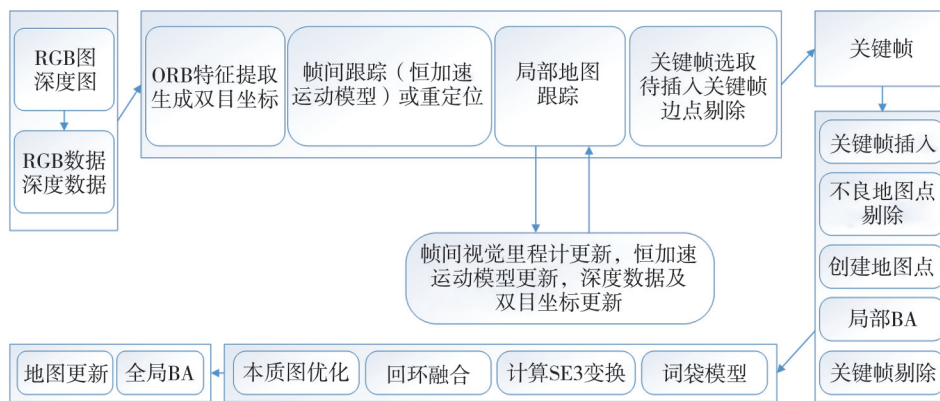 RGB图
深度图
RGB数据
深度数据
ORB特征提取
生成双目坐标
帧间跟踪（恒加速
运动模型）或重定位
局部地图
跟踪
关键帧选取
待插入关键帧
边点剔除
关键帧
关键帧插入
不良地图点
剔除
创建地图点
局部BA
关键帧剔除
帧间视觉里程计更新，恒加速
运动模型更新，深度数据及
双目坐标更新
词袋模型
计算SE3变换
回环融合
本质图优化
全局BA
地图更新